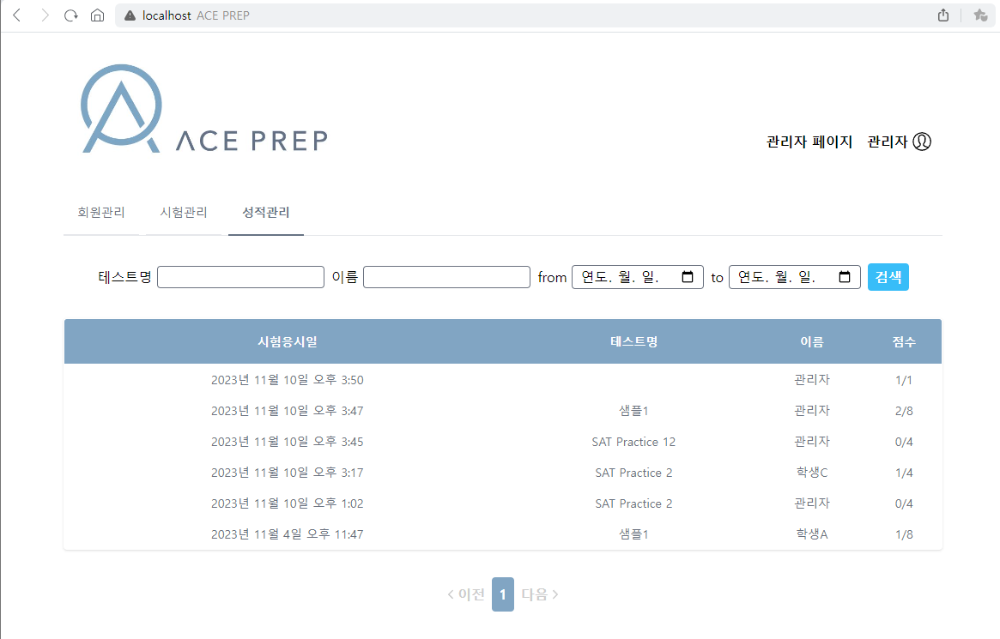 localhost ACE PREP
ACE PREP
관리자 페이지 관리자
회원관리 시험관리 성적관리
테스트명 이름 from 연도. 월. 일. to 연도. 월. 일. 검색
시험응시일 테스트명 이름 점수
2023년 11월 10일 오후 3:50 관리자 1/1
2023년 11월 10일 오후 3:47 샘플1 관리자 2/8
2023년 11월 10일 오후 3:45 SAT Practice 12 관리자 0/4
2023년 11월 10일 오후 3:17 SAT Practice 2 학생C 1/4
2023년 11월 10일 오후 1:02 SAT Practice 2 관리자 0/4
2023년 11월 4일 오후 11:47 샘플1 학생A 1/8
< 이전 1 다음 >